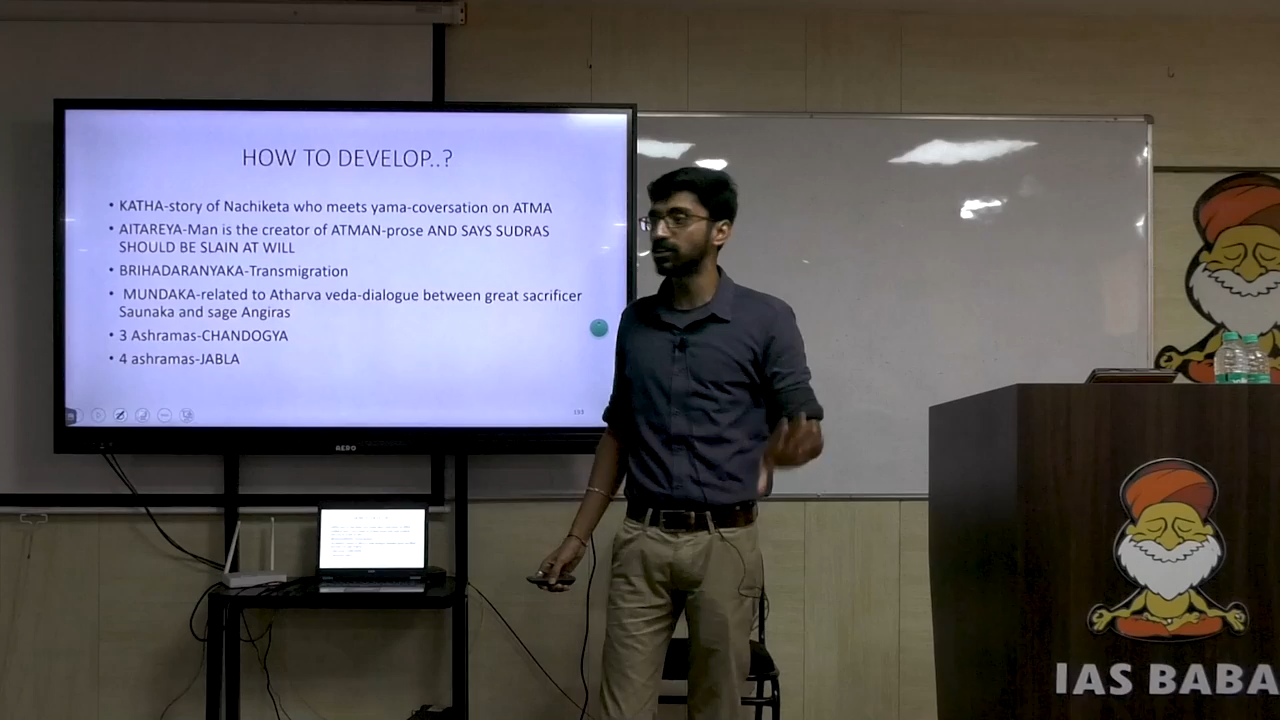 HOW TO DEVELOP..?
• KATHA-story of Nachiketa who meets yama-coversation on ATMA
• AITAREYA-Man is the creator of ATMAN-prose AND SAYS SUDRAS
SHOULD BE SLAIN AT WILL
• BRIHADARANYAKA-Transmigration
• MUNDAKA-related to Atharva veda-dialogue between great sacrificer
Saunaka and sage Angiras
• 3 Ashramas-CHANDOGYA
• 4 ashramas-JABLA
IAS BABA